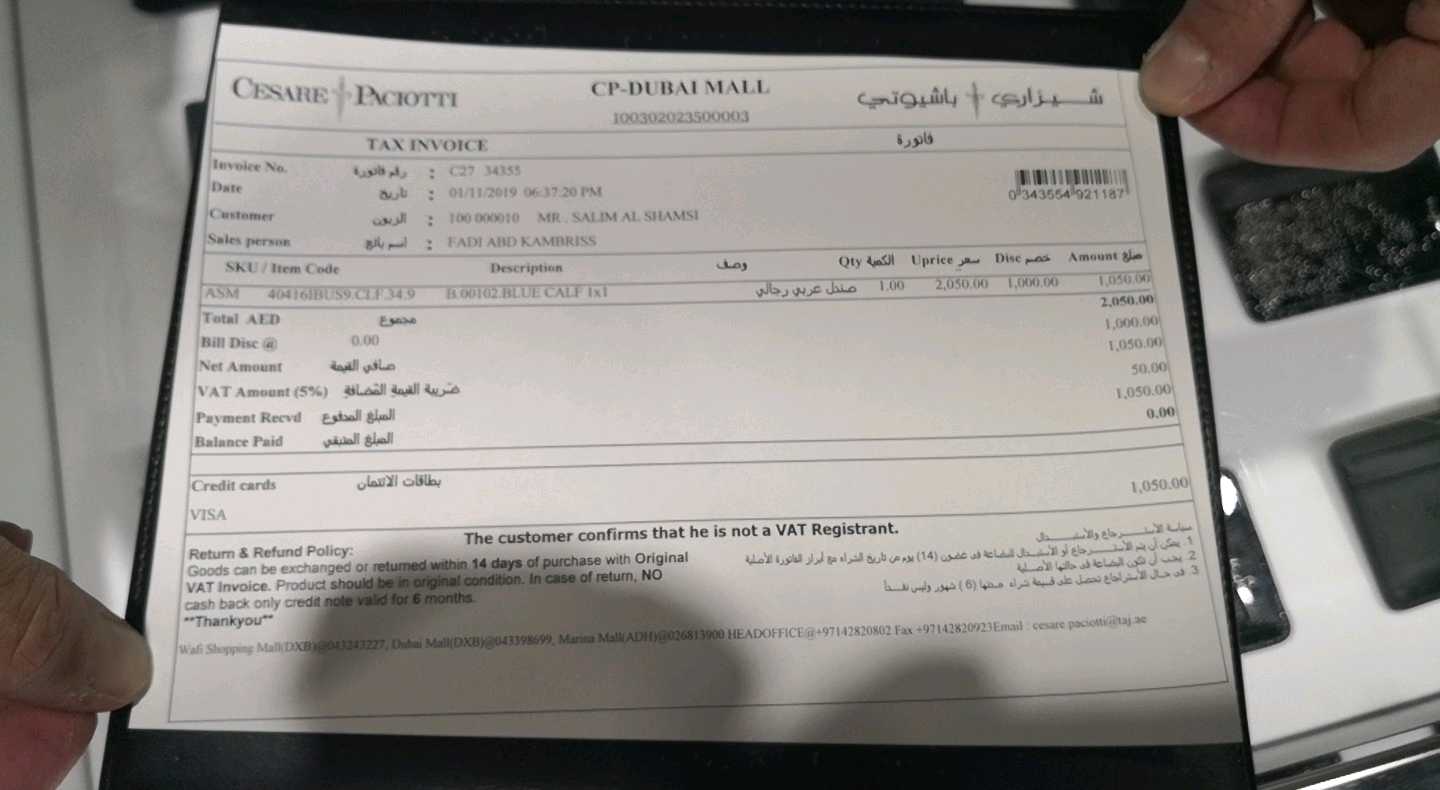 CESARE PACIOTTI CP-DUBAI MALL شيزاري باشيوتي
100302023500003
TAX INVOICE فاتورة
Invoice No. رقم فاتورة : C27 34355
Date تاريخ : 01/11/2019 06:37:20 PM
0 343554 921187
Customer الزبون : 100 000010 MR . SALIM AL SHAMSI
Sales person اسم بائع : FADI ABD KAMBRISS
SKU / Item Code Description وصف Qty الكمية Uprice سعر Disc خصم Amount مبلغ
ASM 40416IBUS9.CLF.34.9 B.00102.BLUE CALF 1x1 صندل عربي رجالي 1.00 2,050.00 1,000.00 1,050.00
Total AED مجموع 2,050.00
Bill Disc @ 0.00 1,000.00
Net Amount صافي القيمة 1,050.00
VAT Amount (5%) ضريبة القيمة المضافة 50.00
Payment Recvd المبلغ المدفوع 1,050.00
Balance Paid المبلغ المتبقي 0.00
Credit cards بطاقات الائتمان
VISA 1,050.00
The customer confirms that he is not a VAT Registrant.
Return & Refund Policy:
Goods can be exchanged or returned within 14 days of purchase with Original
VAT Invoice. Product should be in original condition. In case of return, NO
cash back only credit note valid for 6 months.
**Thankyou**
سياسة الاسترجاع والاستبدال
1. يمكن أن يتم الاسترجاع أو الاستبدال للبضاعة في غضون (14) يوم من تاريخ الشراء مع أبراز الفاتورة الأصلية
2. يجب أن تكون البضاعة في حالتها الأصلية
3. في حال الاسترجاع تحصل على قسيمة شراء مدتها (6) شهور وليس نقداً
Wafi Shopping Mall(DXB)@043243227, Dubai Mall(DXB)@043398699, Marina Mall(ADH)@026813900 HEADOFFICE@+97142820802 Fax +97142820923Email : cesare.paciotti@taj.ae